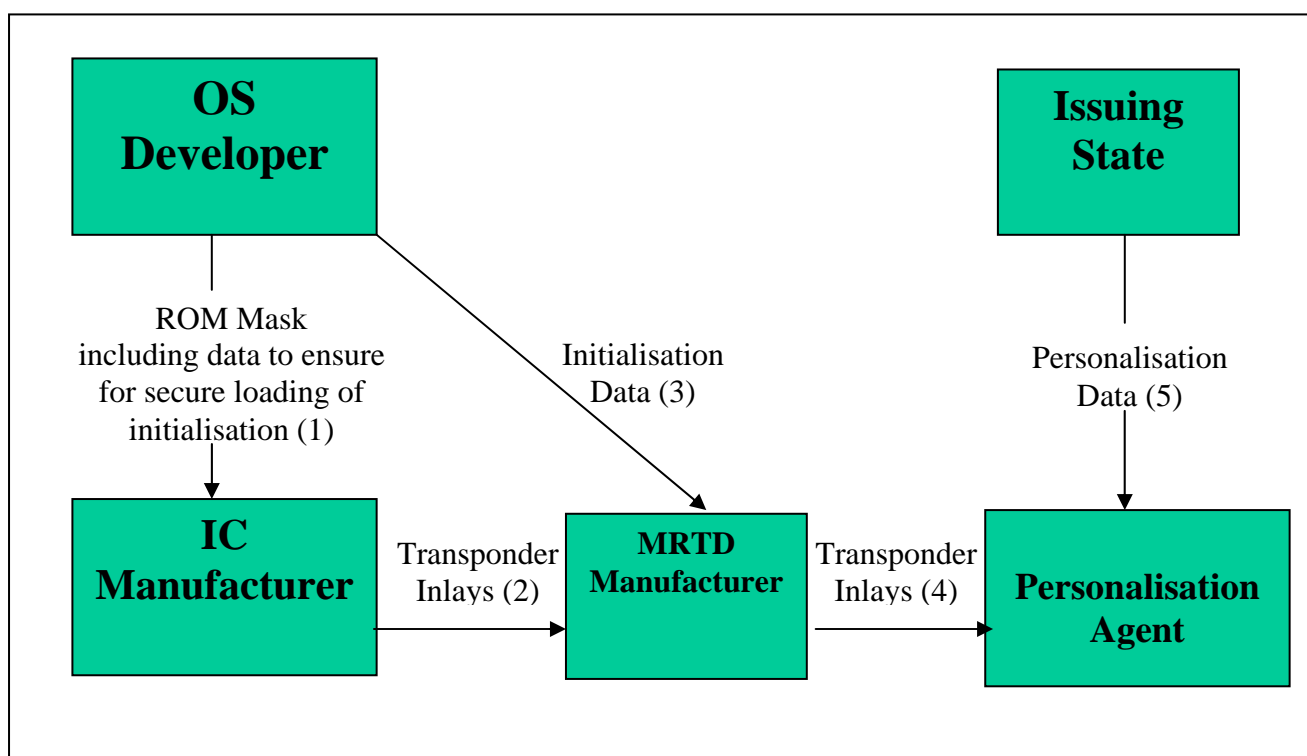 OS
Developer
Issuing
State
ROM Mask
including data to ensure
for secure loading of
initialisation (1)
Initialisation
Data (3)
Personalisation
Data (5)
IC
Manufacturer
Transponder
Inlays (2)
MRTD
Manufacturer
Transponder
Inlays (4)
Personalisation
Agent